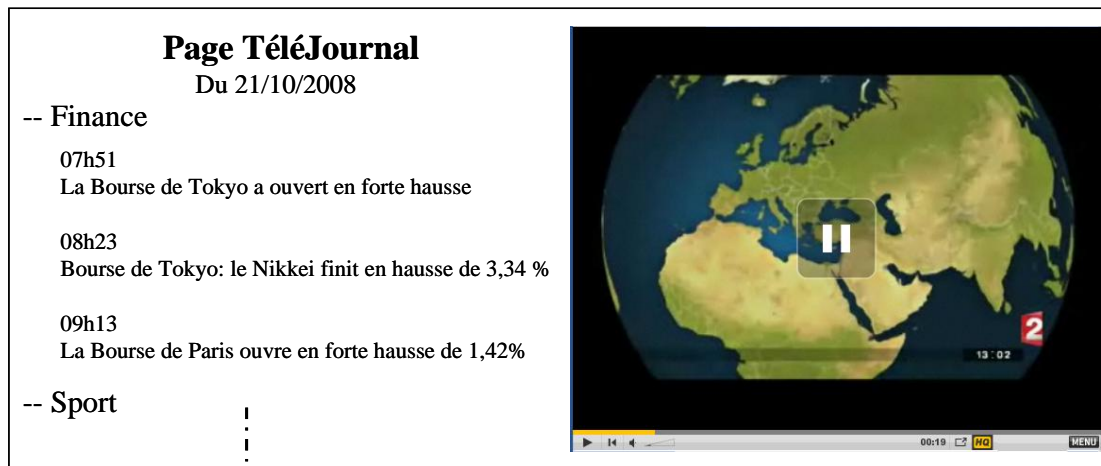 Page TéléJournal
Du 21/10/2008
-- Finance
07h51
La Bourse de Tokyo a ouvert en forte hausse
08h23
Bourse de Tokyo: le Nikkei finit en hausse de 3,34 %
09h13
La Bourse de Paris ouvre en forte hausse de 1,42%
-- Sport
2
13:02
00:19
HQ
MENU